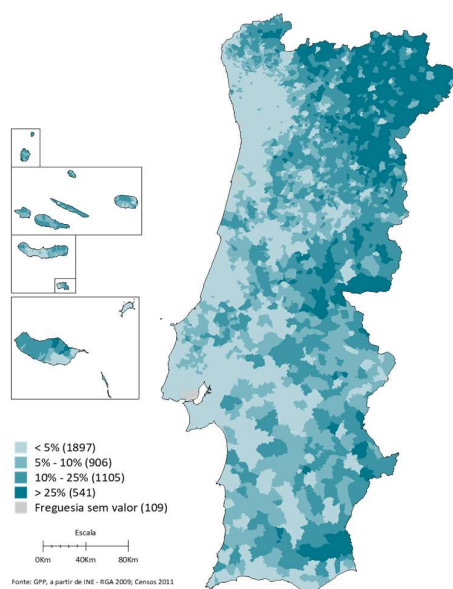 < 5% (1897)
5% - 10% (906)
10% - 25% (1105)
> 25% (541)
Freguesia sem valor (109)
Escala
0Km 40Km 80Km
Fonte: GPP, a partir de INE - RGA 2009; Censos 2011